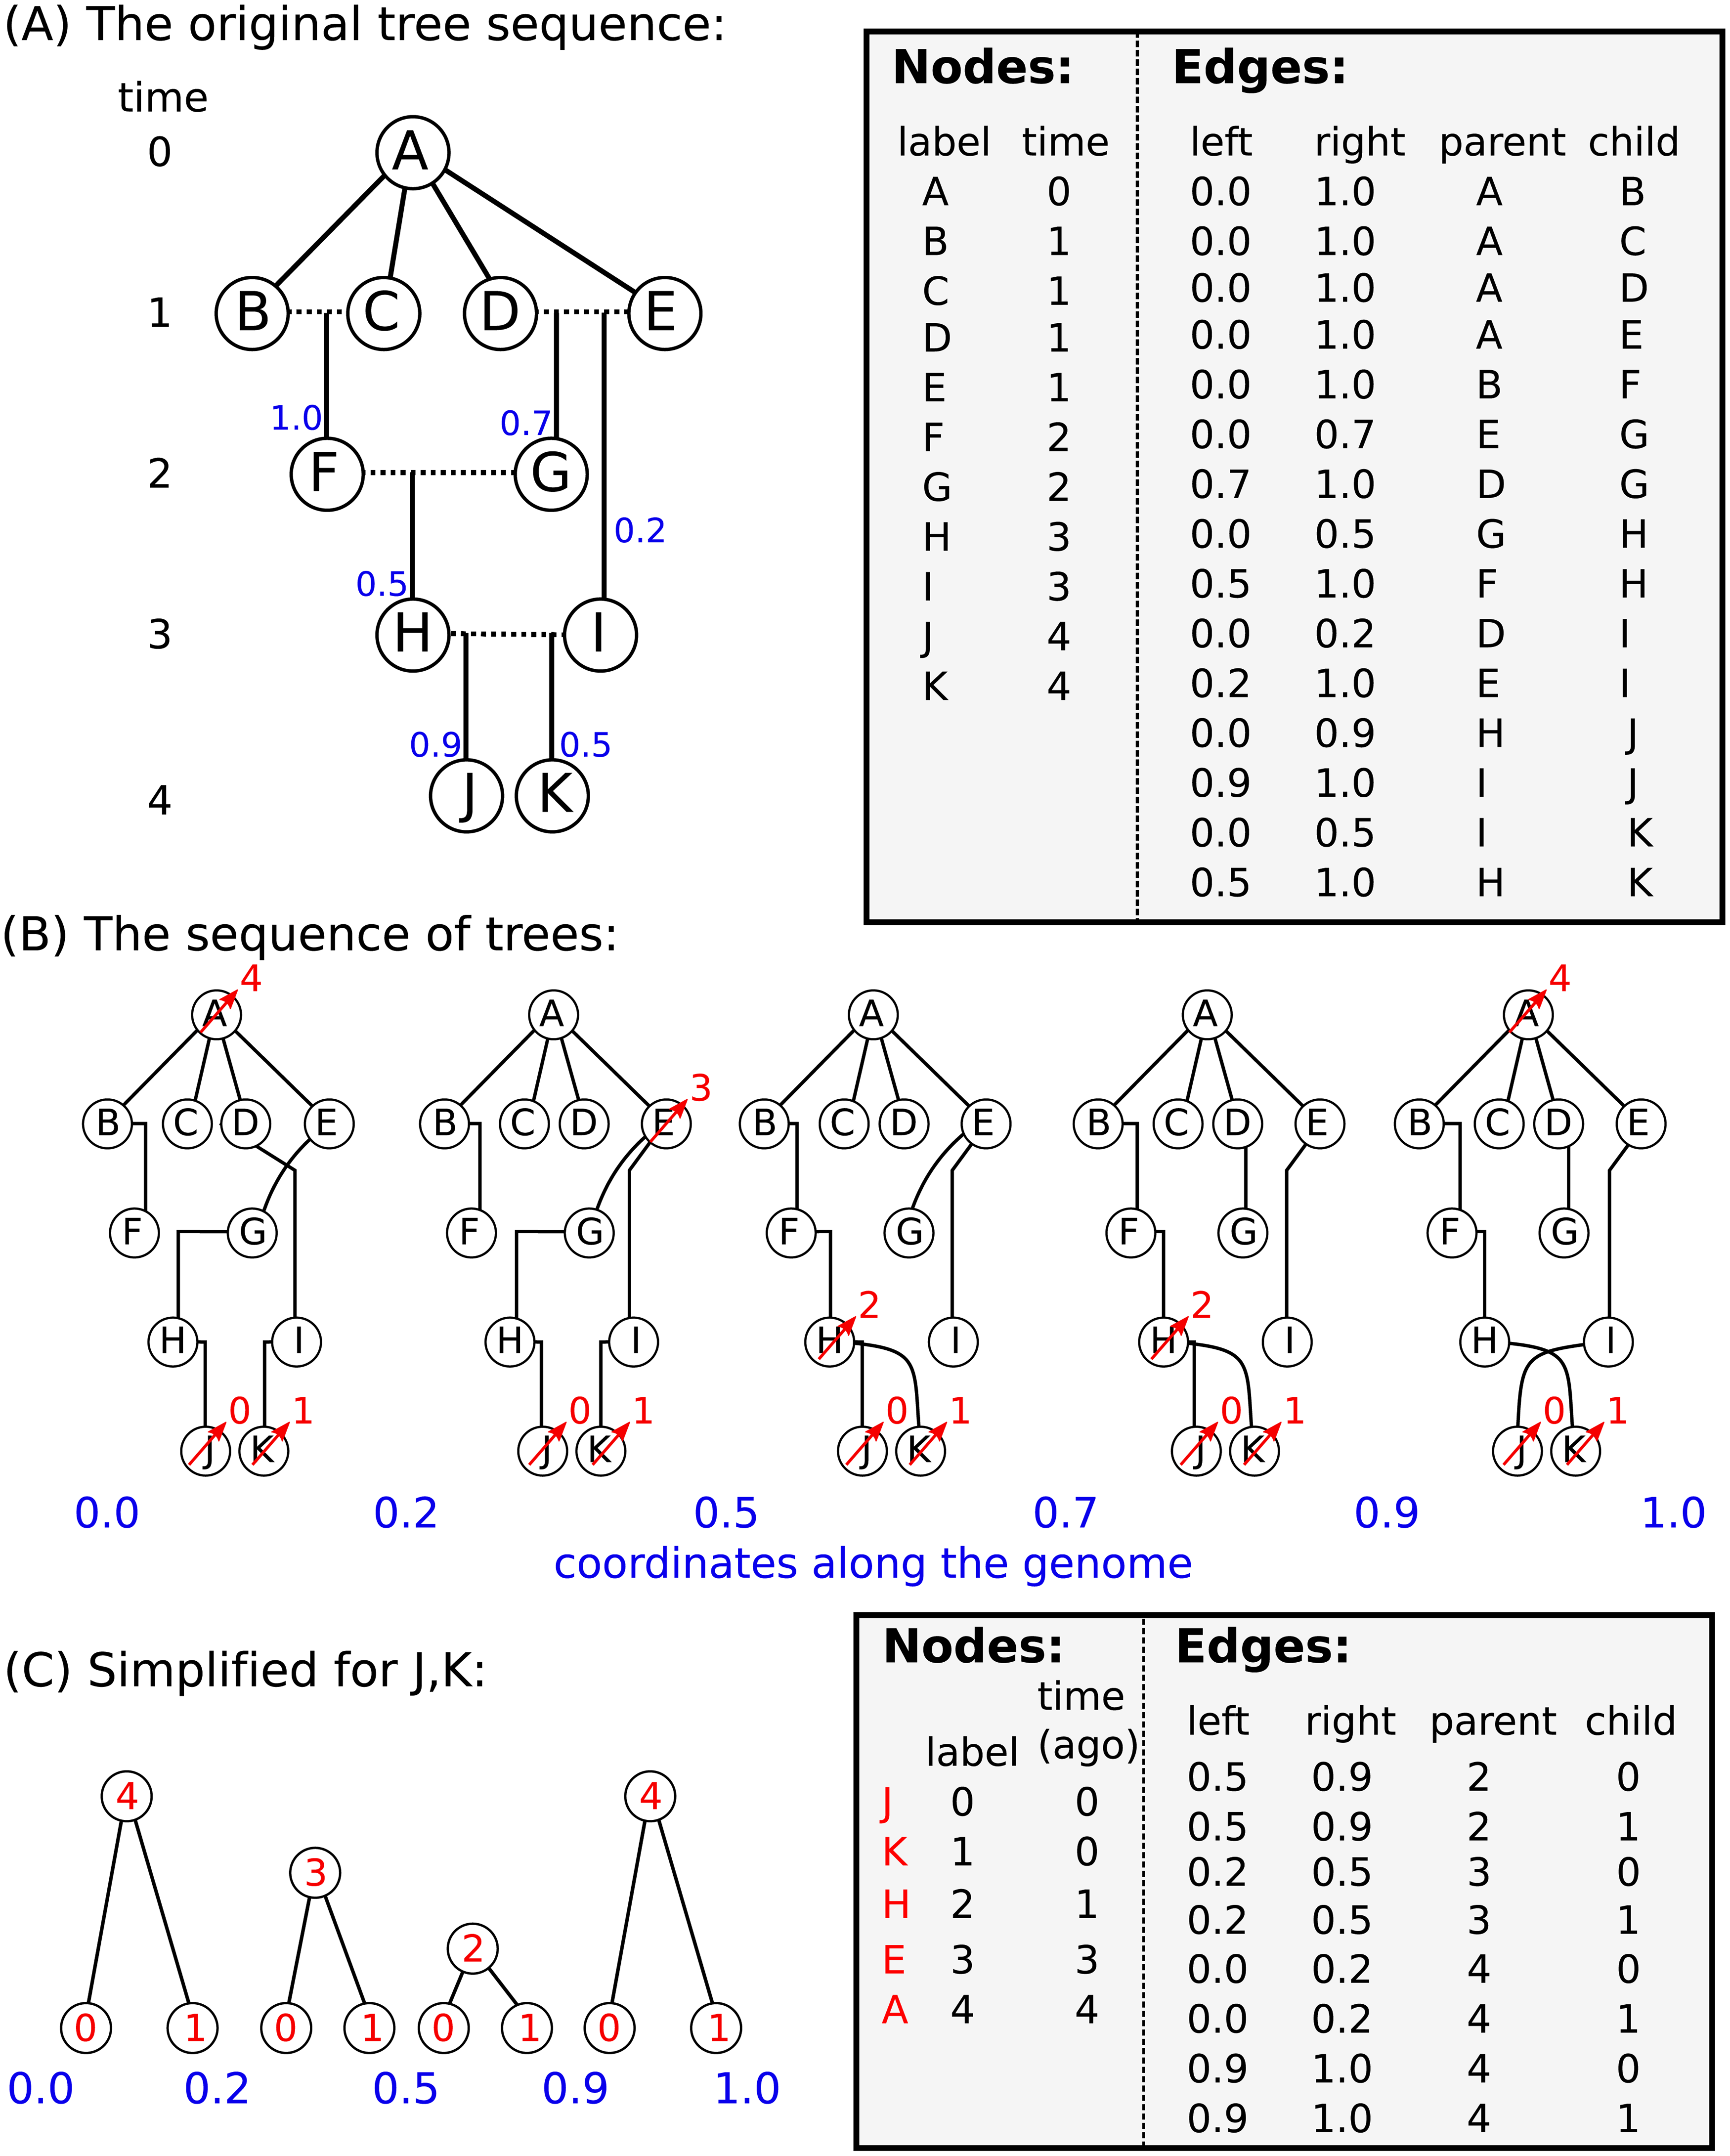 (A) The original tree sequence:
time
0
1
2
3
4
A
B C D E
1.0 0.7
F G
0.2
0.5
H I
0.9 0.5
J K
Nodes: Edges:
label time left right parent child
A 0 0.0 1.0 A B
B 1 0.0 1.0 A C
C 1 0.0 1.0 A D
D 1 0.0 1.0 A E
E 1 0.0 1.0 B F
F 2 0.0 0.7 E G
G 2 0.7 1.0 D G
H 3 0.0 0.5 G H
I 3 0.5 1.0 F H
J 4 0.0 0.2 D I
K 4 0.2 1.0 E I
0.0 0.9 H J
0.9 1.0 I J
0.0 0.5 I K
0.5 1.0 H K
(B) The sequence of trees:
4 4
A A A A A
3
B C D E B C D E B C D E B C D E B C D E
F G F G F G F G F G
2 2
H I H I H I H I H I
0 1 0 1 0 1 0 1 0 1
J K J K J K J K J K
0.0 0.2 0.5 0.7 0.9 1.0
coordinates along the genome
(C) Simplified for J,K:
4 4
3
2
0 1 0 1 0 1 0 1
0.0 0.2 0.5 0.9 1.0
Nodes: Edges:
time
label (ago) left right parent child
J 0 0 0.5 0.9 2 0
K 1 0 0.5 0.9 2 1
H 2 1 0.2 0.5 3 0
0.2 0.5 3 1
E 3 3 0.0 0.2 4 0
A 4 4 0.0 0.2 4 1
0.9 1.0 4 0
0.9 1.0 4 1